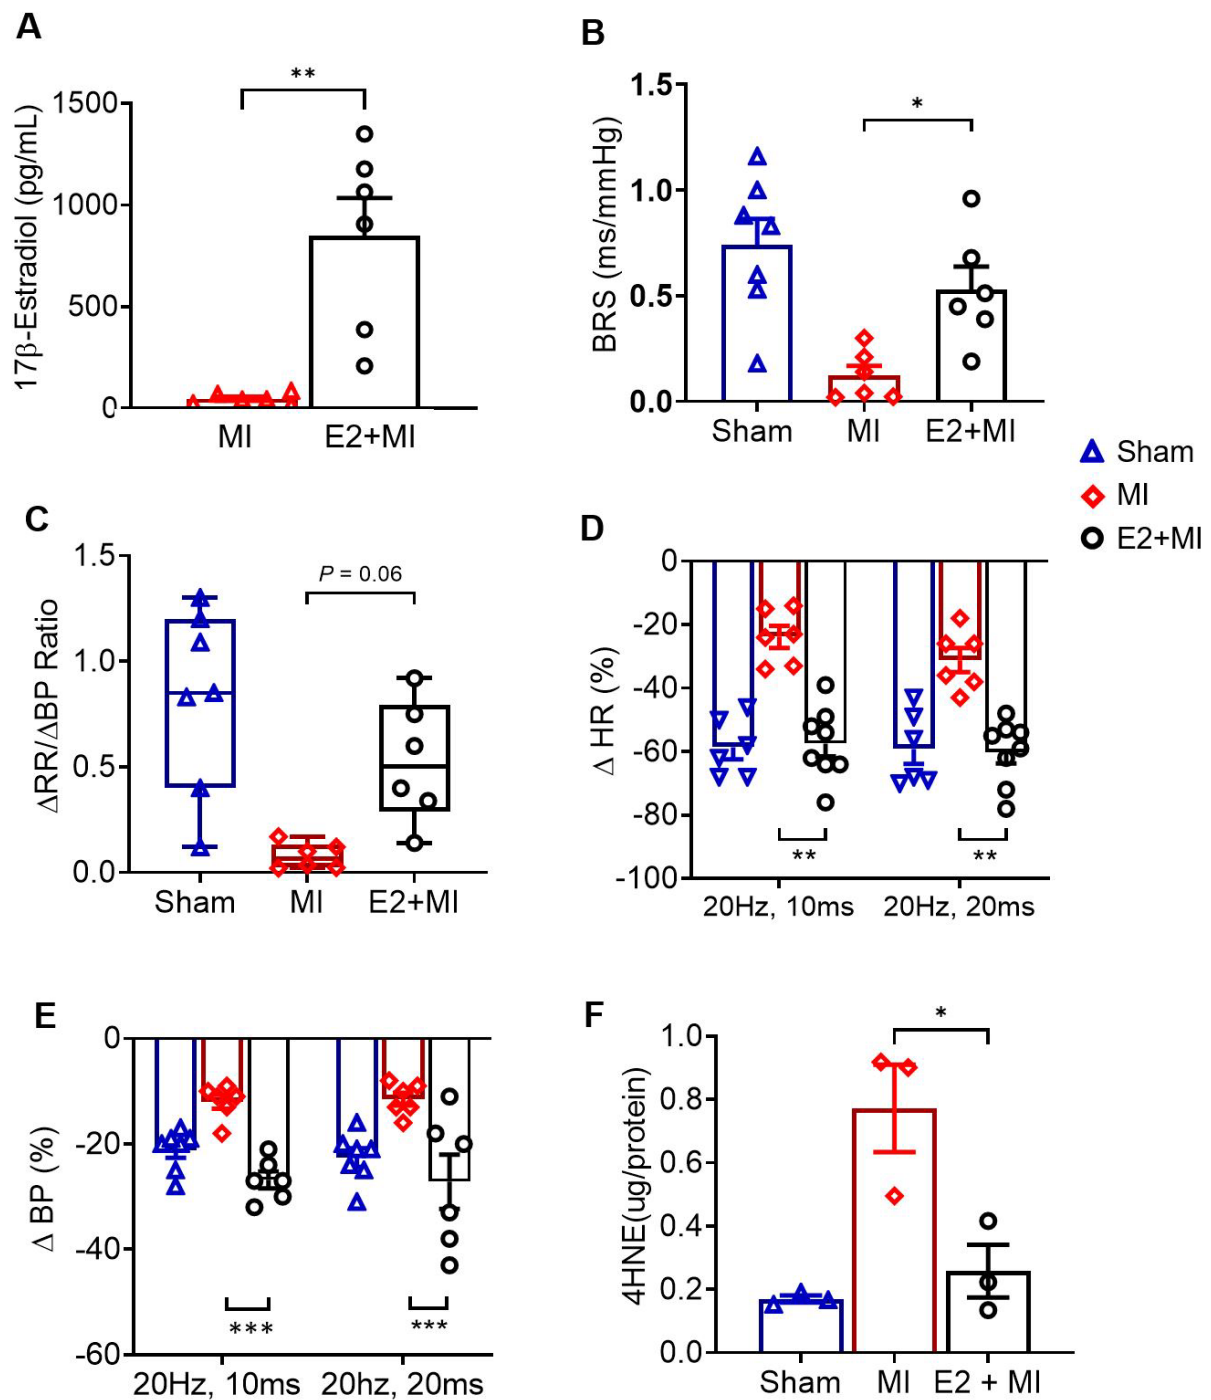 A
**
17β-Estradiol (pg/mL)
1500
1000
500
0
MI
E2+MI
B
*
BRS (ms/mmHg)
1.5
1.0
0.5
0.0
Sham
MI
E2+MI
Sham
MI
E2+MI
C
P = 0.06
ΔRR/ΔBP Ratio
1.5
1.0
0.5
0.0
Sham
MI
E2+MI
D
Δ HR (%)
0
-20
-40
-60
-80
-100
**
**
20Hz, 10ms
20Hz, 20ms
E
Δ BP (%)
0
-20
-40
-60
***
***
20Hz, 10ms
20hz, 20ms
F
*
4HNE(ug/protein)
1.0
0.8
0.6
0.4
0.2
0.0
Sham
MI
E2 + MI